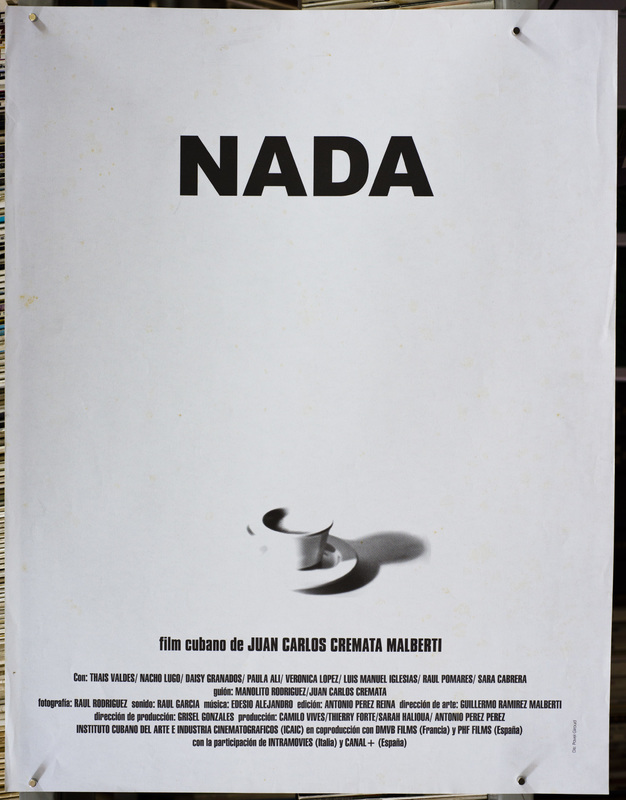 NADA
film cubano de JUAN CARLOS CREMATA MALBERTI
Con: THAIS VALDES/ NACHO LUGO/ DAISY GRANADOS/ PAULA ALI/ VERONICA LOPEZ/ LUIS MANUEL IGLESIAS/ RAUL POMARES/ SARA CABRERA
guión: MANOLITO RODRIGUEZ/JUAN CARLOS CREMATA
fotografía: RAUL RODRIGUEZ sonido: RAUL GARCIA música: EDESIO ALEJANDRO edición: ANTONIO PEREZ REINA dirección de arte: GUILLERMO RAMIREZ MALBERTI
dirección de producción: GRISEL GONZALES producción: CAMILO VIVES/THIERRY FORTE/SARAH HALIOUA/ ANTONIO PEREZ PEREZ
INSTITUTO CUBANO DEL ARTE E INDUSTRIA CINEMATOGRAFICOS (ICAIC) en coproducción con DMVB FILMS (Francia) y PHF FILMS (España)
con la participación de INTRAMOVIES (Italia) y CANAL+ (España)